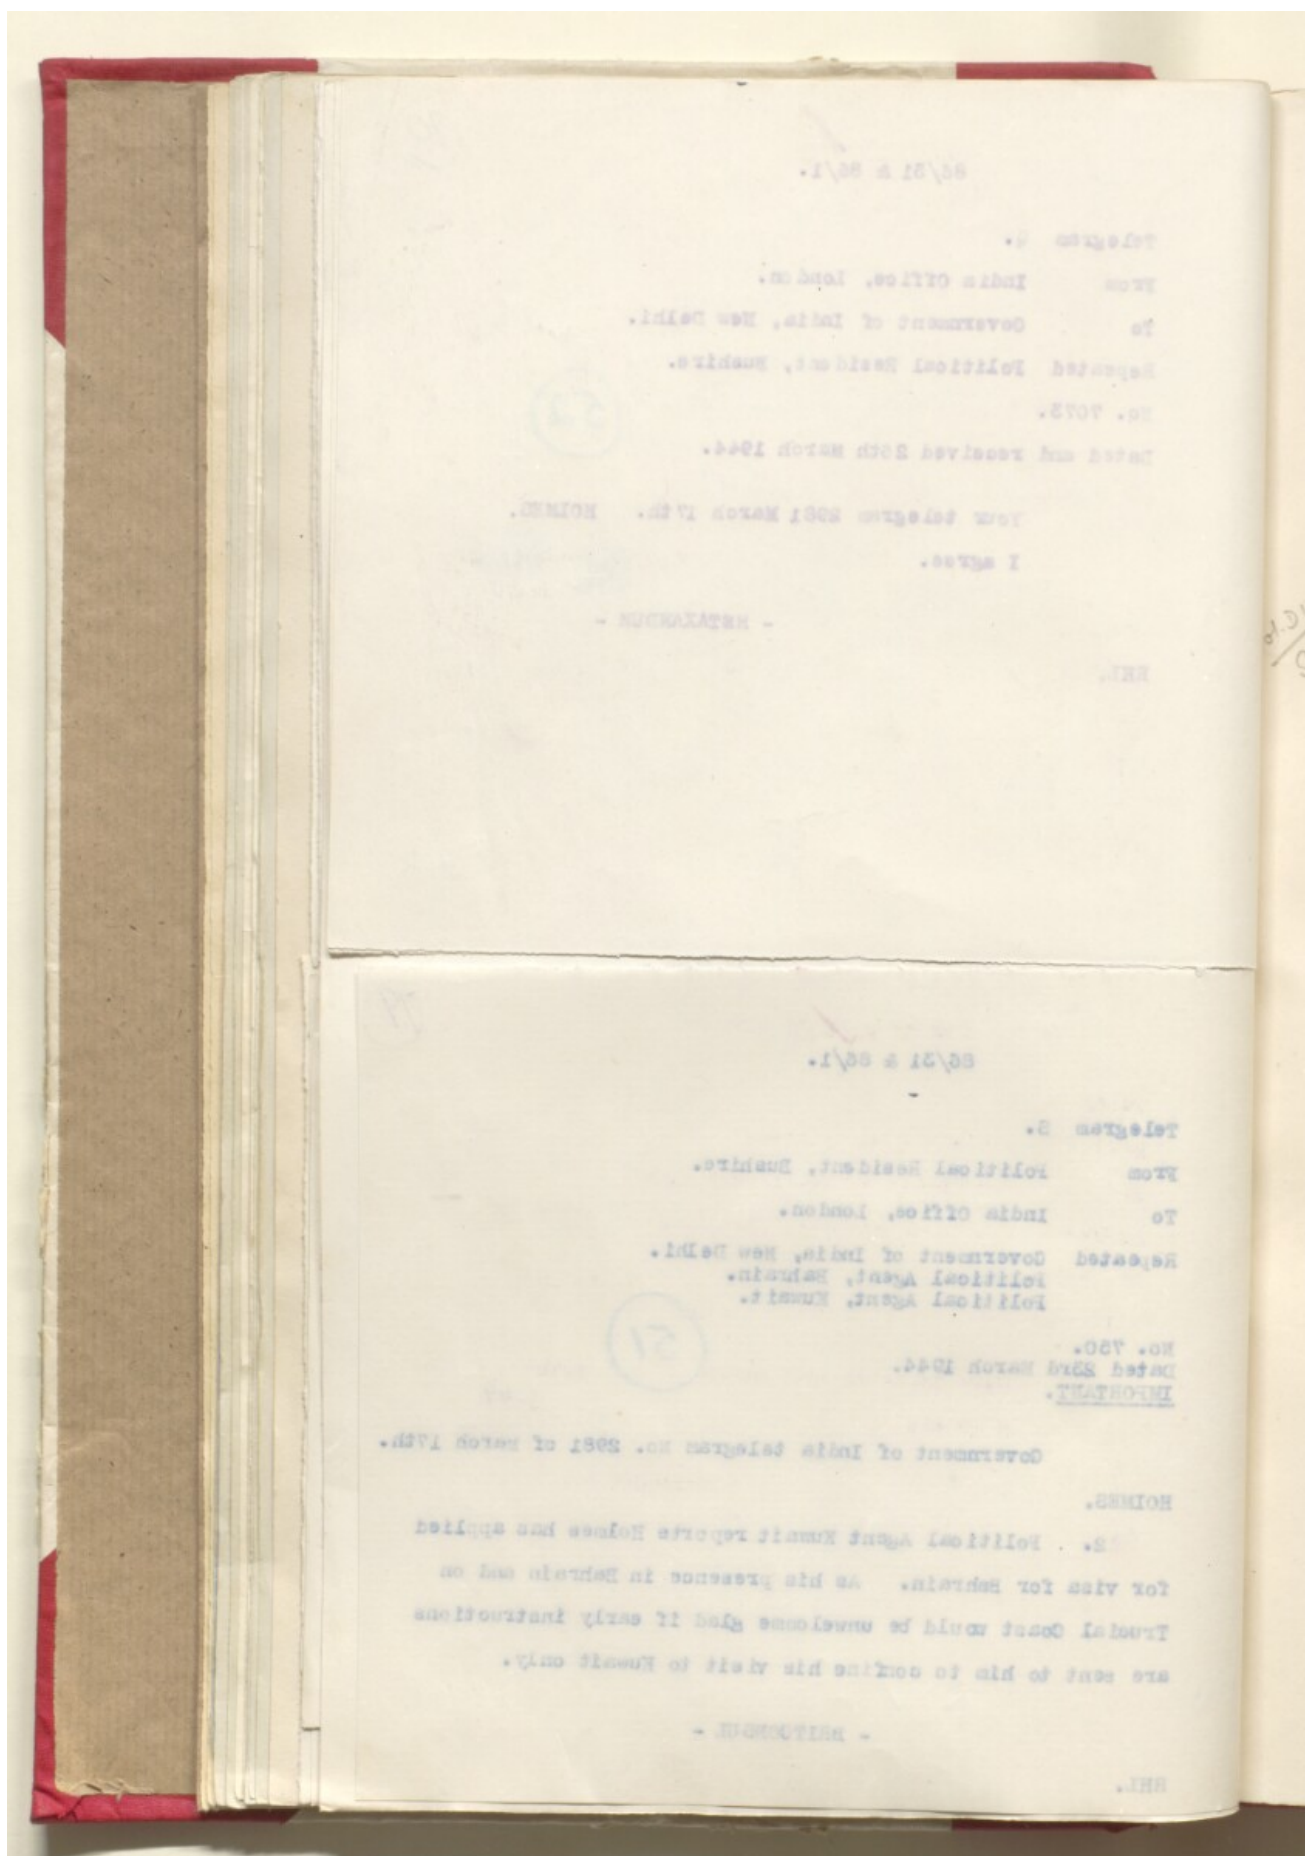 86/31 & 86/1.
Telegram Q.
From India Office, London.
To Government of India, New Delhi.
Repeated Political Resident, Bushire.
No. 7073.
Dated and received 26th March 1944.
52
Your telegram 2981 March 17th. HOLMES.
I agree.
- RETAXANDUM -
RHL.
79
86/31 & 86/1.
Telegram S.
From Political Resident, Bushire.
To India Office, London.
Repeated Government of India, New Delhi.
Political Agent, Bahrain.
Political Agent, Kuwait.
51
No. 750.
Dated 23rd March 1944.
IMPORTANT.
Government of India telegram No. 2981 of March 17th.
HOLMES.
2. Political Agent Kuwait reports Holmes has applied
for visa for Bahrain. As his presence in Bahrain and on
Trucial Coast would be unwelcome glad if early instructions
are sent to him to confine his visit to Kuwait only.
- BRITCONSUL -
RHL.